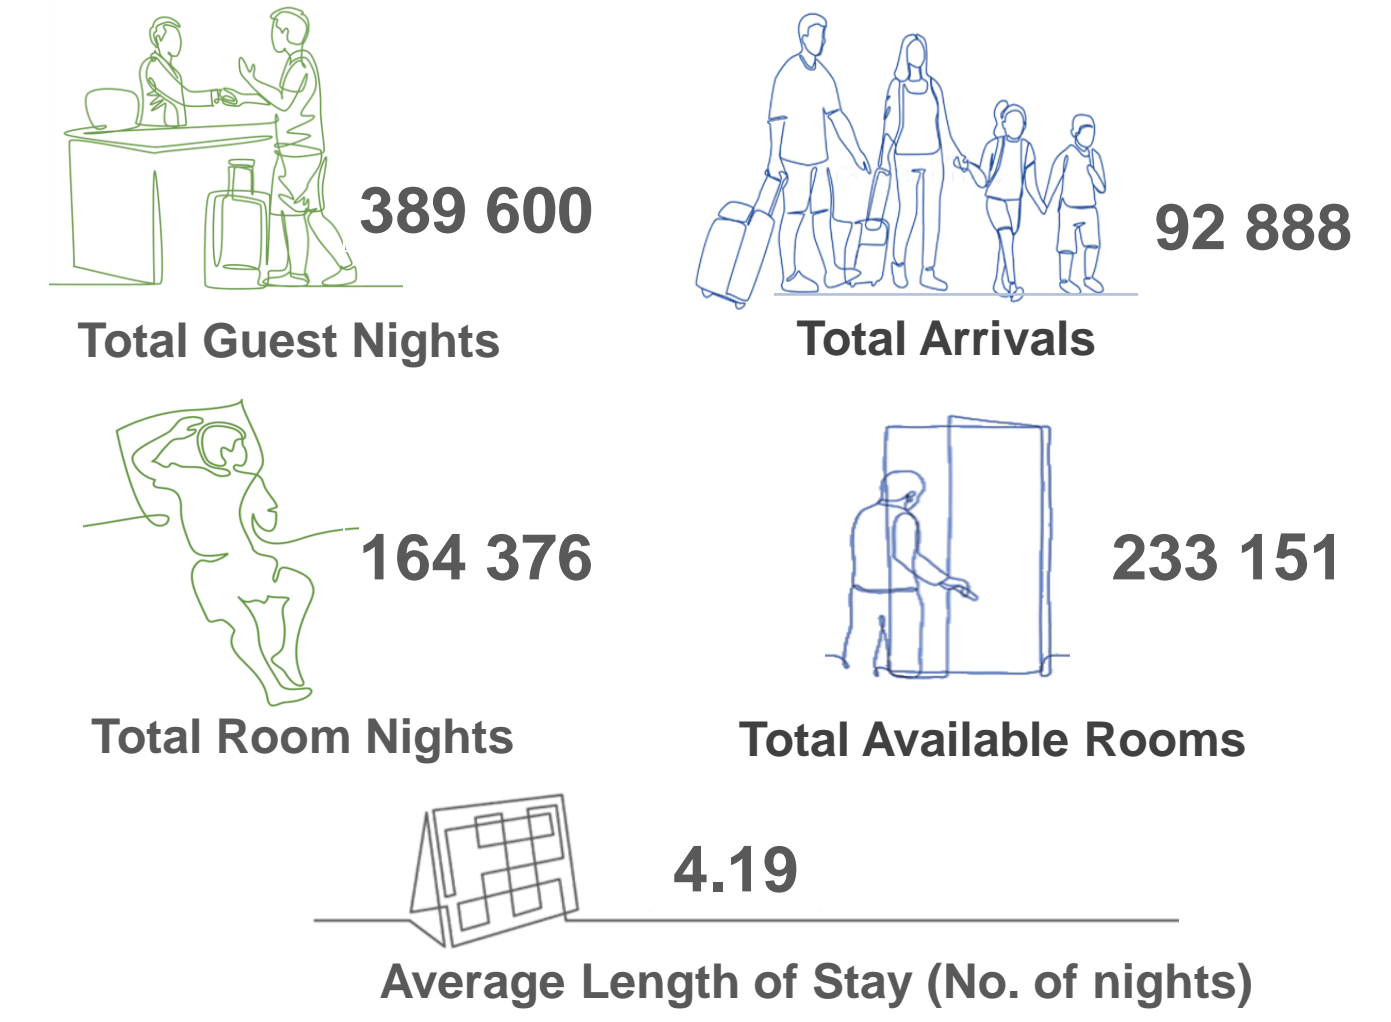 389 600
Total Guest Nights
92 888
Total Arrivals
164 376
Total Room Nights
233 151
Total Available Rooms
4.19
Average Length of Stay (No. of nights)